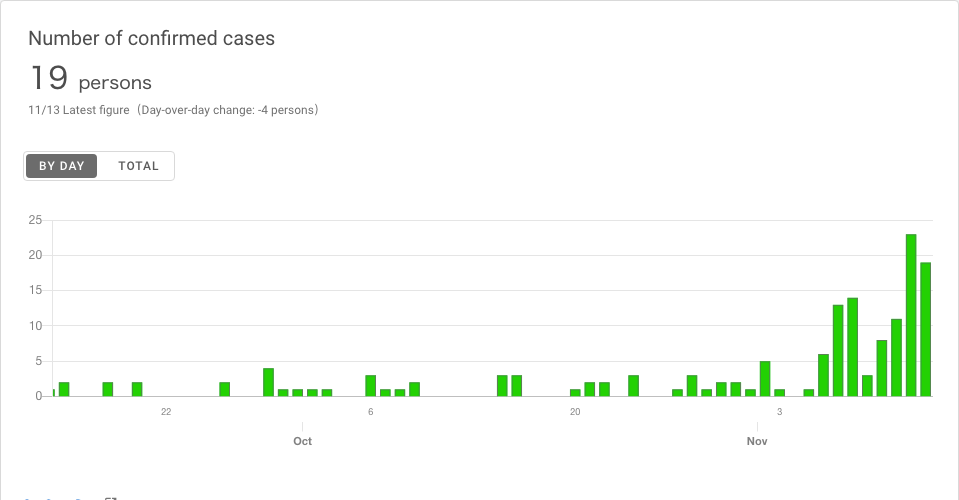 Number of confirmed cases
19 persons
11/13 Latest figure（Day-over-day change: -4 persons）
BY DAY TOTAL
25
20
15
10
5
0
22 6 20 3
Oct Nov